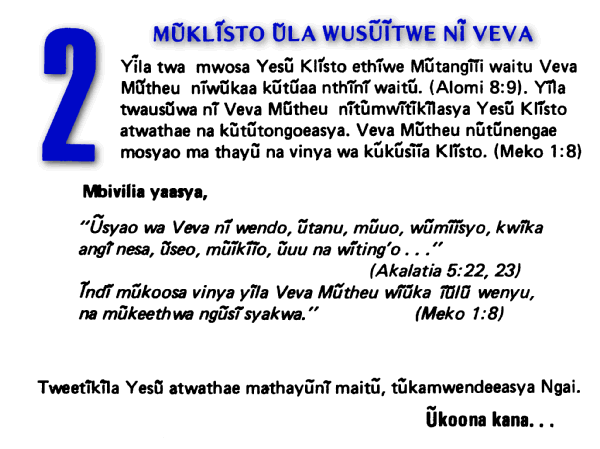 2
MŨKLĨSTO ŨLA WUSŨĨTWE NĨ VEVA
Yĩla twa mwosa Yesũ Klĩsto ethĩwe Mũtangĩĩi waitu Veva
Mũtheu nĩwũkaa kũtũaa nthĩnĩ waitũ. (Alomi 8:9). Yĩla
twausũwa nĩ Veva Mũtheu nĩtũmwĩtĩkĩlasya Yesũ Klĩsto
atwathae na kũtũtongoeasya. Veva Mũtheu nũtũnengae
mosyao ma thayũ na vinya wa kũkũsĩĩa Klĩsto. (Meko 1:8)
Mbivilia yaasya,
“Ũsyao wa Veva nĩ wendo, ũtanu, mũuo, wũmĩĩsyo, kwĩka
angĩ nesa, ũseo, mũĩkĩĩo, ũuu na wĩting’o . . .”
(Akalatia 5:22, 23)
Ĩndĩ mũkoosa vinya yĩla Veva Mũtheu wĩũka ĩũlũ wenyu,
na mũkeethwa ngũsĩ syakwa.” (Meko 1:8)
Tweetĩkĩla Yesũ atwathae mathayũnĩ maitũ, tũkamwendeeasya Ngai.
Ũkoona kana. . .